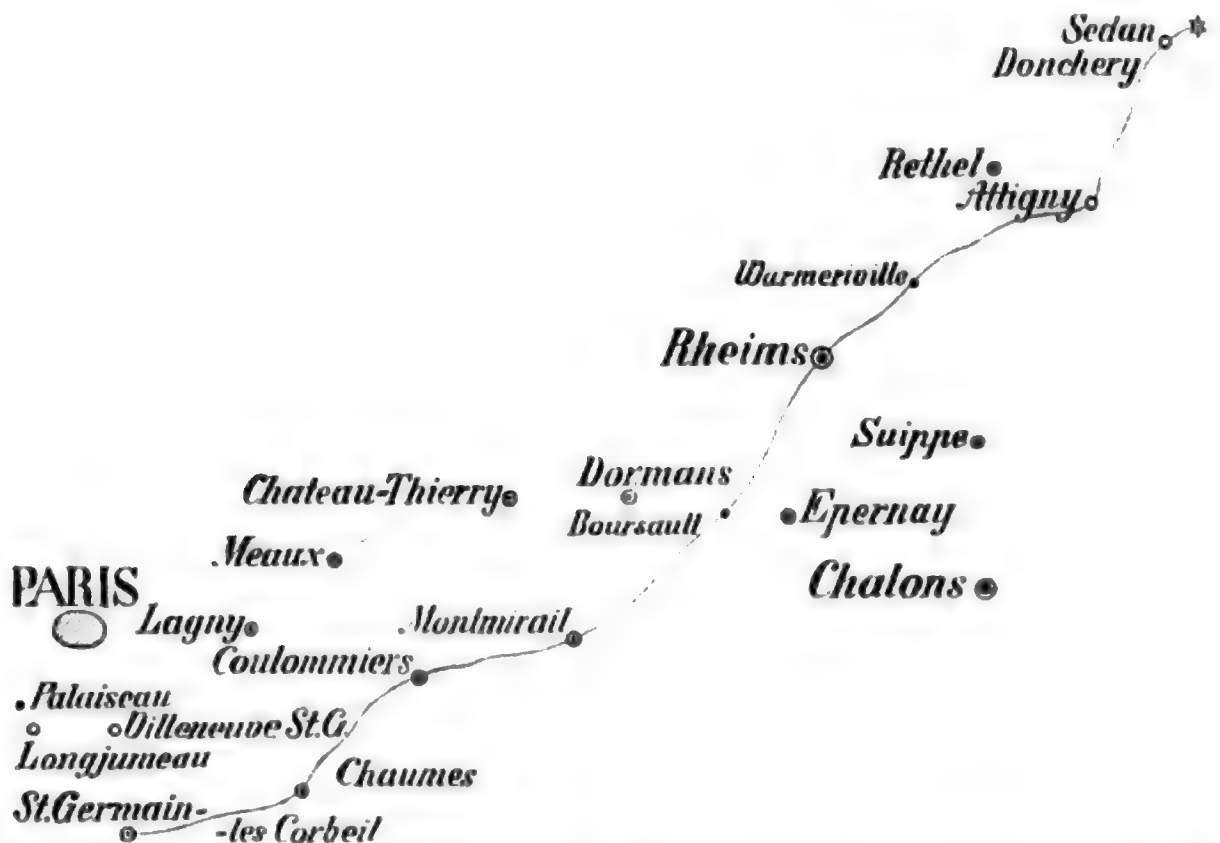 Sedan
Donchery
Rethel
Attigny
Warmeriville
Rheims
Suippe
Dormans
Chateau-Thierry
Boursault
Epernay
Meaux
PARIS
Chalons
Lagny
Montmirail
Coulommiers
Palaiseau
Villeneuve St.G.
Longjumeau
Chaumes
St.Germain-
-les Corbeil